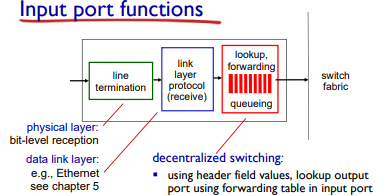 Input port functions
line
termination
link
layer
protocol
(receive)
lookup,
forwarding
queueing
switch
fabric
physical layer:
bit-level reception
data link layer:
e.g., Ethernet
see chapter 5
decentralized switching:
▪ using header field values, lookup output
port using forwarding table in input port